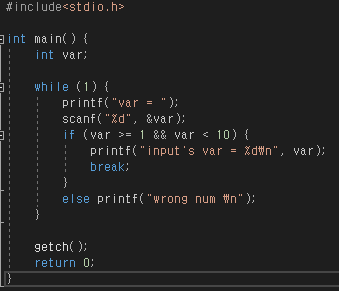 #include<stdio.h>
int main() {
int var;
while (1) {
printf("var = ");
scanf("%d", &var);
if (var >= 1 && var < 10) {
printf("input's var = %d₩n", var);
break;
}
else printf("wrong num ₩n");
}
getch();
return 0;
}